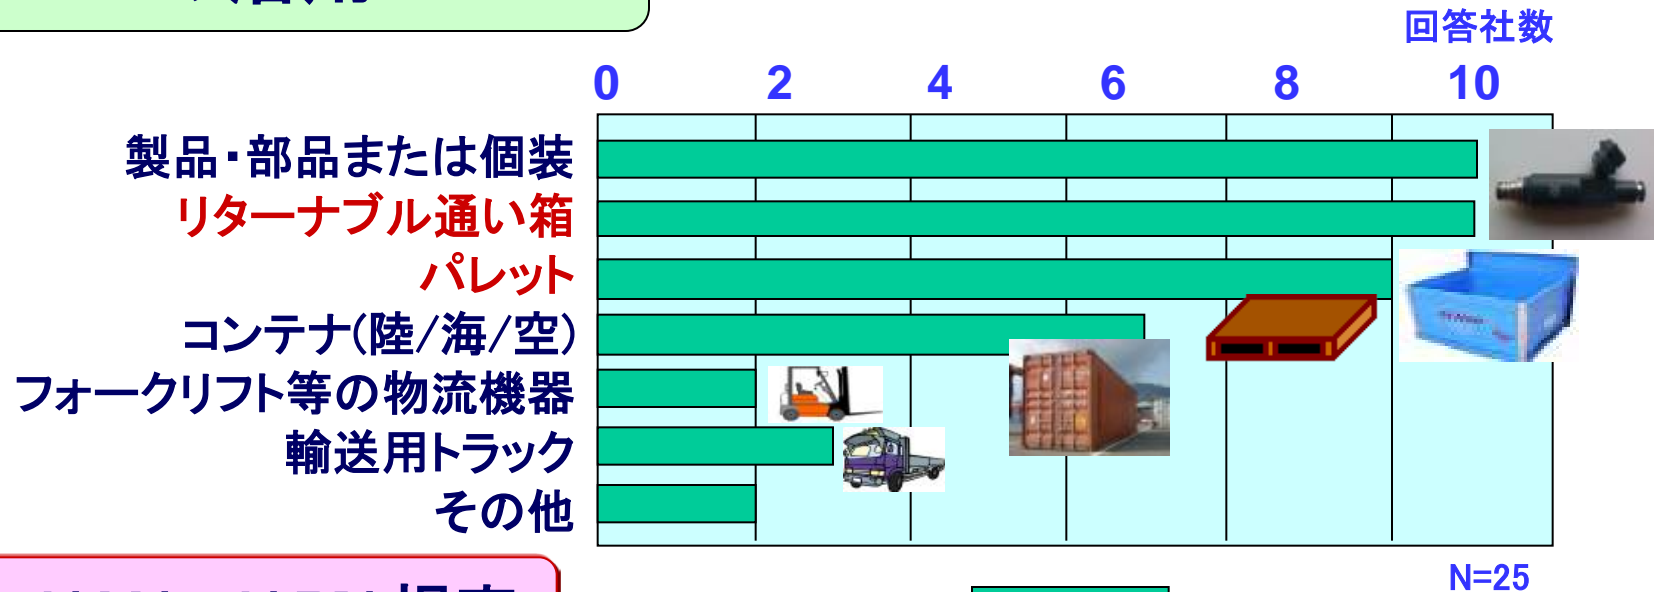 回答社数
0 2 4 6 8 10
製品・部品または個装
リターナブル通い箱
パレット
コンテナ(陸/海/空)
フォークリフト等の物流機器
輸送用トラック
その他
N=25